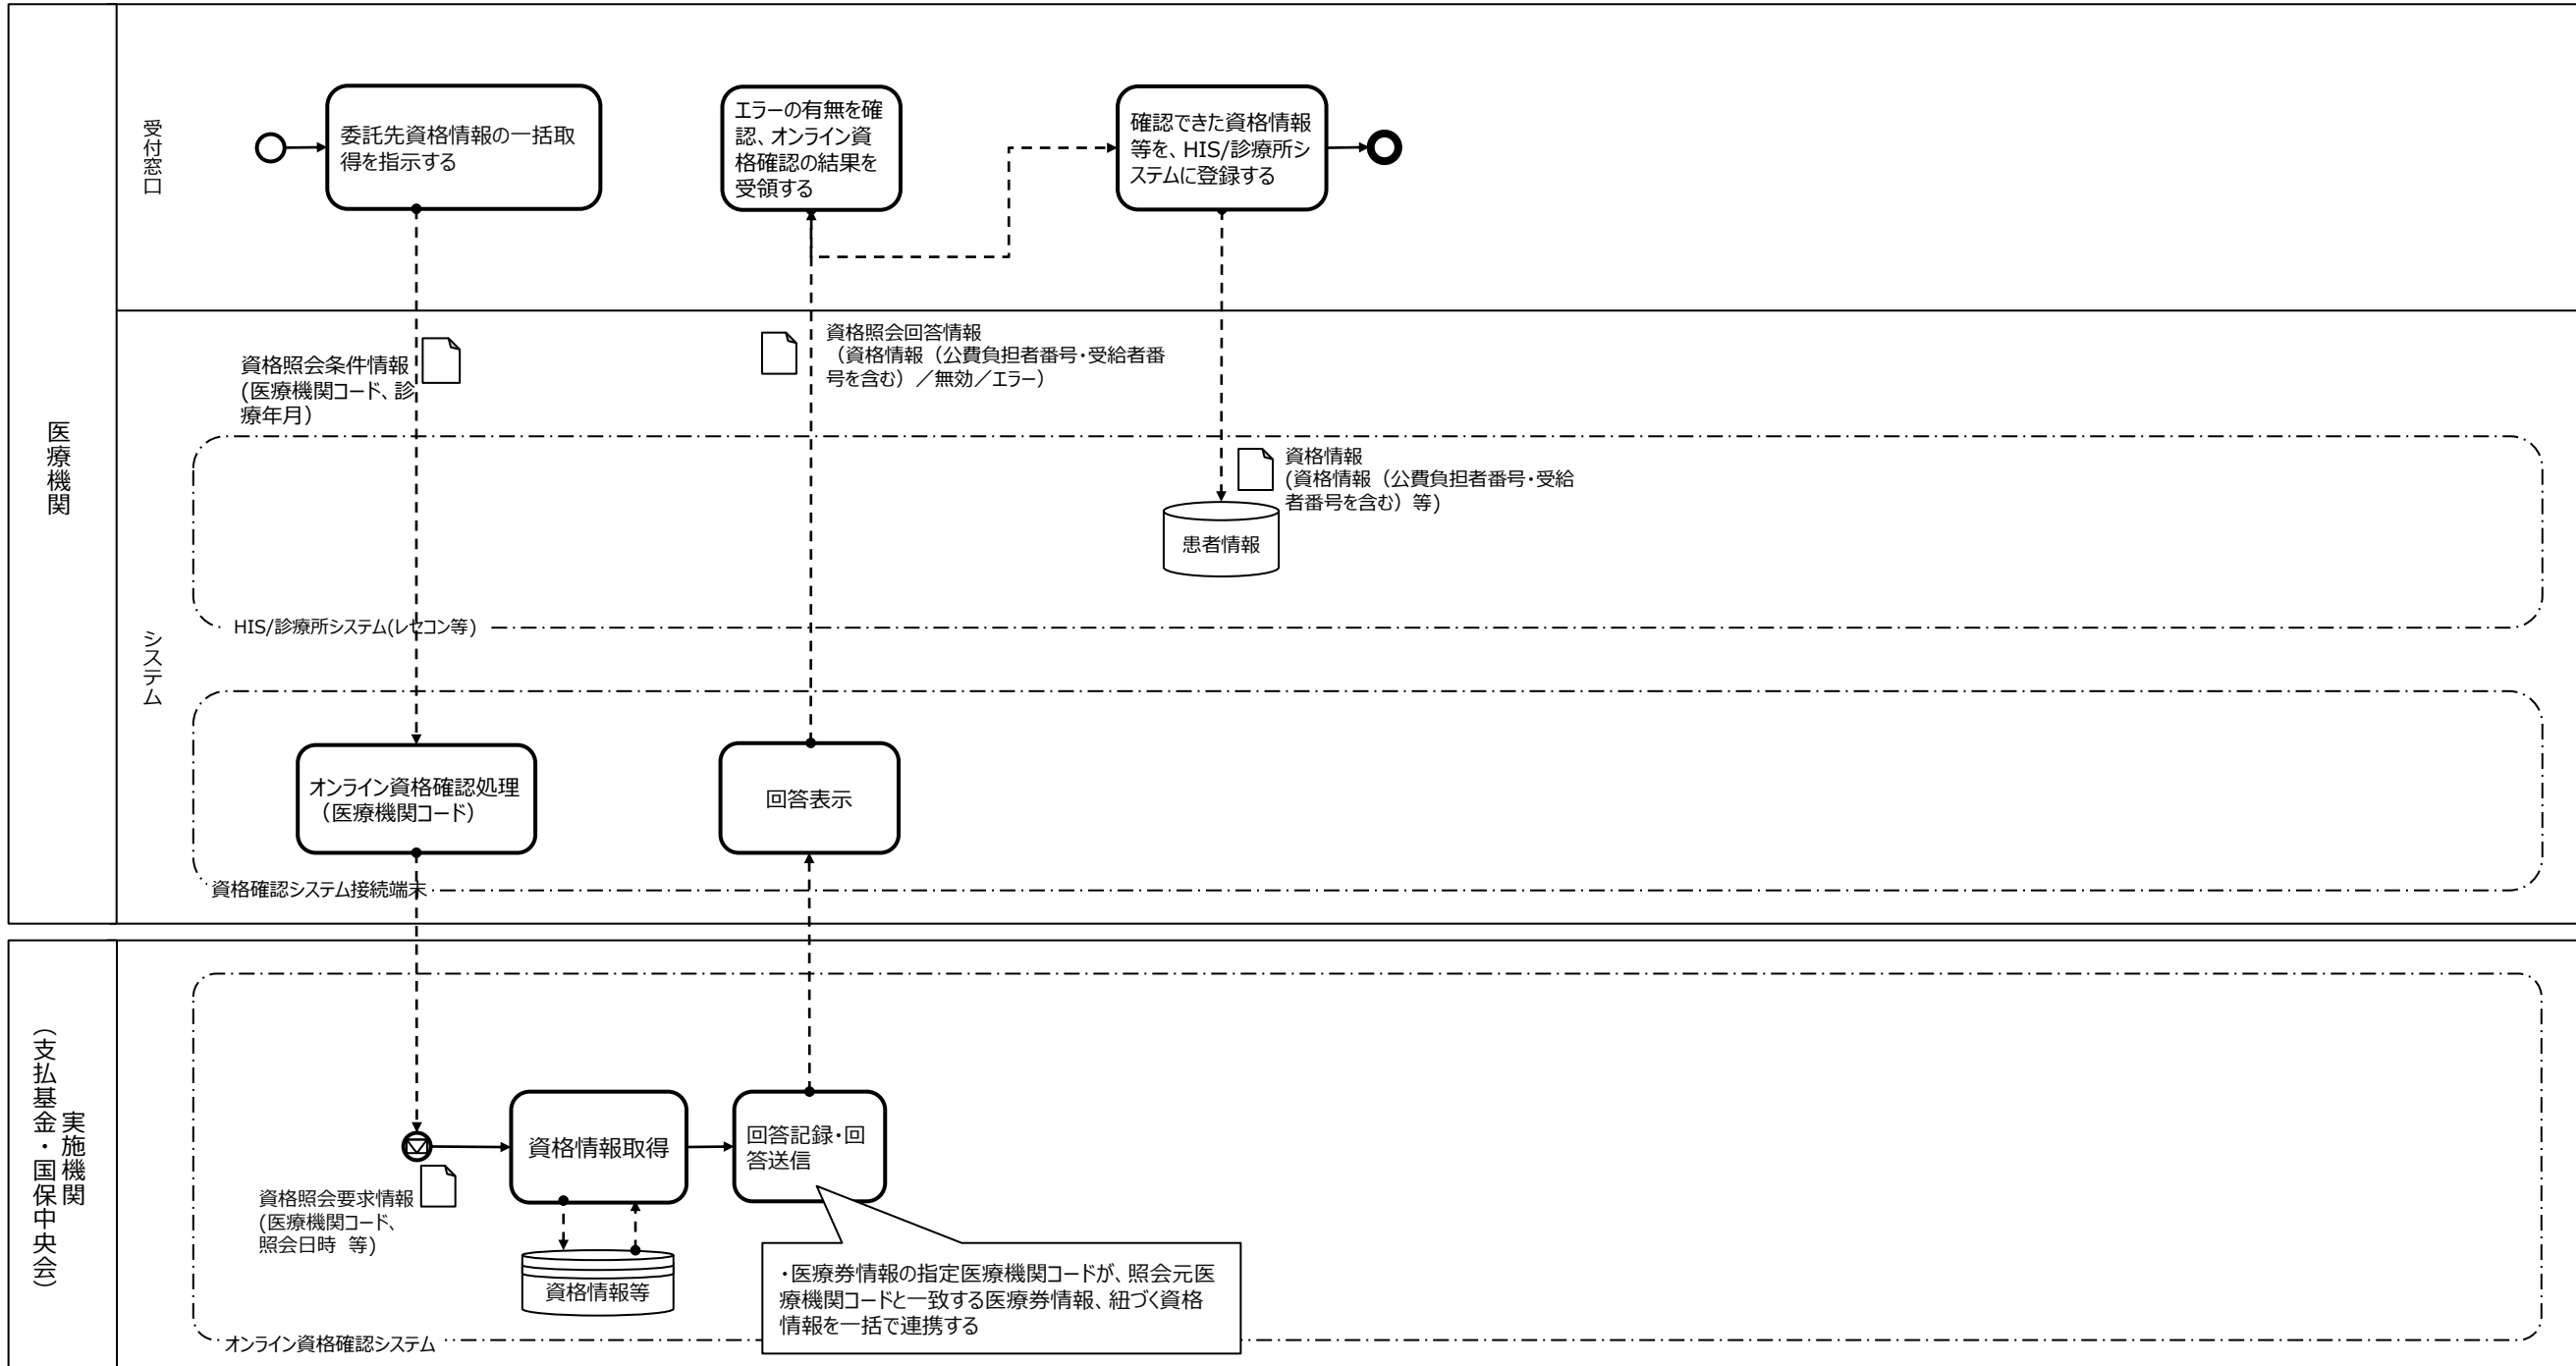 医療機関
受付窓口
委託先資格情報の一括取
得を指示する
エラーの有無を確
認、オンライン資
格確認の結果を
受領する
確認できた資格情報
等を、HIS/診療所シ
ステムに登録する
システム
資格照会条件情報
(医療機関コード、診
療年月)
資格照会回答情報
（資格情報（公費負担者番号・受給者番
号を含む）／無効／エラー）
資格情報
(資格情報（公費負担者番号・受給
者番号を含む）等)
患者情報
HIS/診療所システム(レセコン等)
オンライン資格確認処理
（医療機関コード）
回答表示
資格確認システム接続端末
実施機関
（支払基金・国保中央会）
資格情報取得
回答記録・回
答送信
資格照会要求情報
(医療機関コード、
照会日時 等)
資格情報等
・医療券情報の指定医療機関コードが、照会元医
療機関コードと一致する医療券情報、紐づく資格
情報を一括で連携する
オンライン資格確認システム